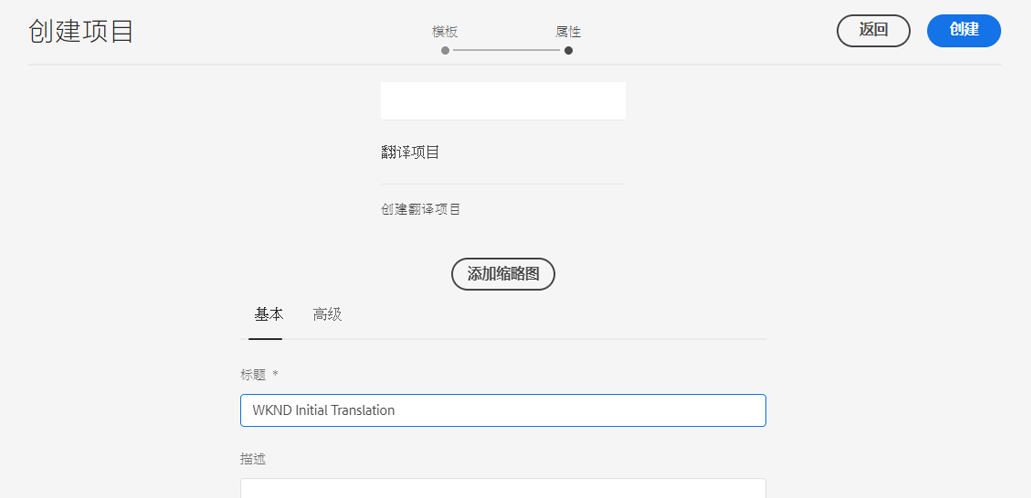 创建项目
模板
属性
返回
创建
翻译项目
创建翻译项目
添加缩略图
基本
高级
标题 *
WKND Initial Translation
描述